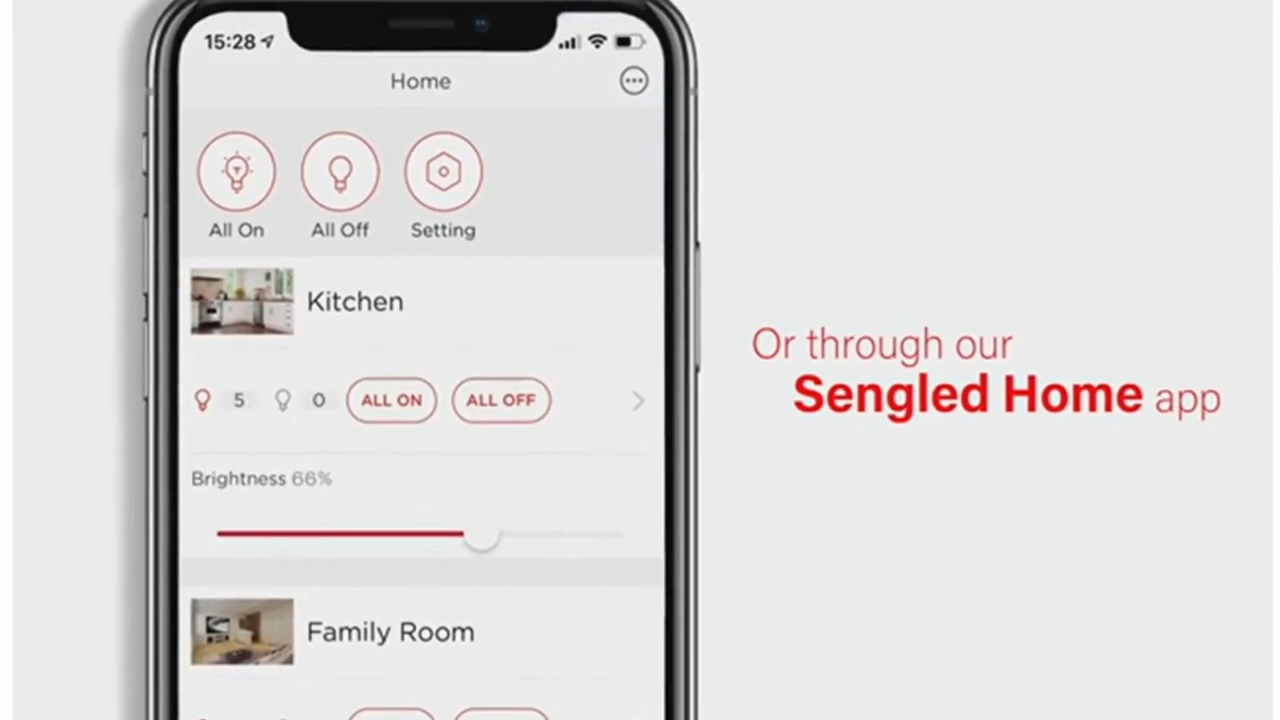 15:28
Home
All On
All Off
Setting
Kitchen
5
0
ALL ON
ALL OFF
Brightness 66%
Or through our
Sengled Home app
Family Room